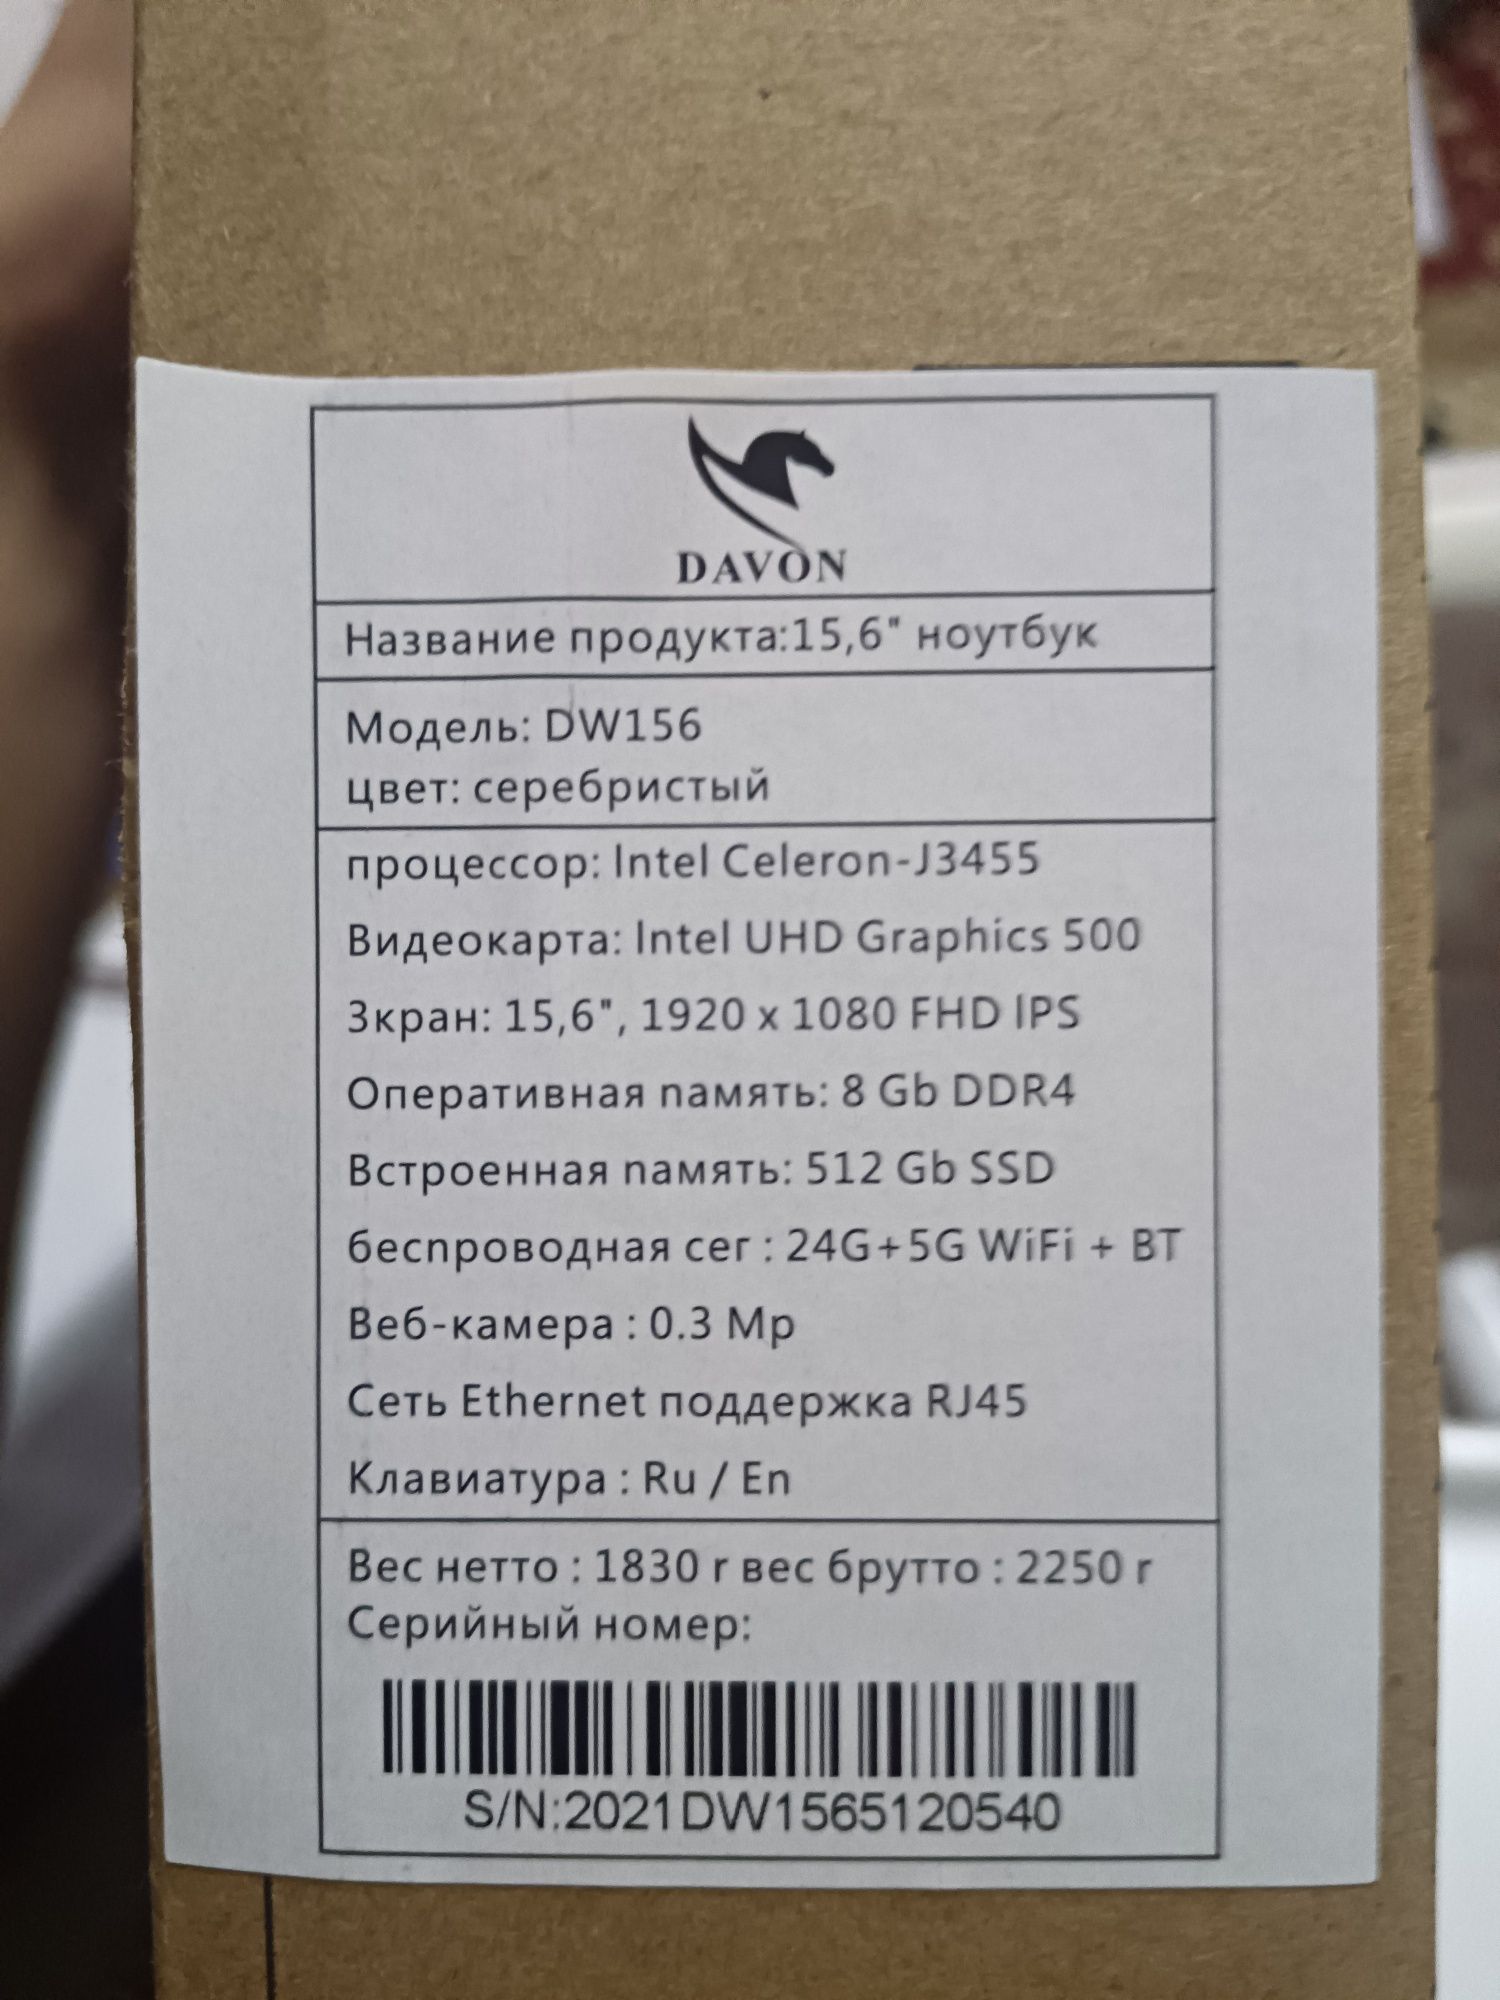 DAVON
Название продукта:15,6" ноутбук
Модель: DW156
цвет: серебристый
процессор: Intel Celeron-J3455
Видеокарта: Intel UHD Graphics 500
Зкран: 15,6", 1920 x 1080 FHD IPS
Оперативная память: 8 Gb DDR4
Встроенная память: 512 Gb SSD
беспроводная сег : 24G+5G WiFi + BT
Веб-камера : 0.3 Mp
Сеть Ethernet поддержка RJ45
Клавиатура : Ru / En
Вес нетто : 1830 г вес брутто : 2250 г
Серийный номер:
S/N:2021DW1565120540